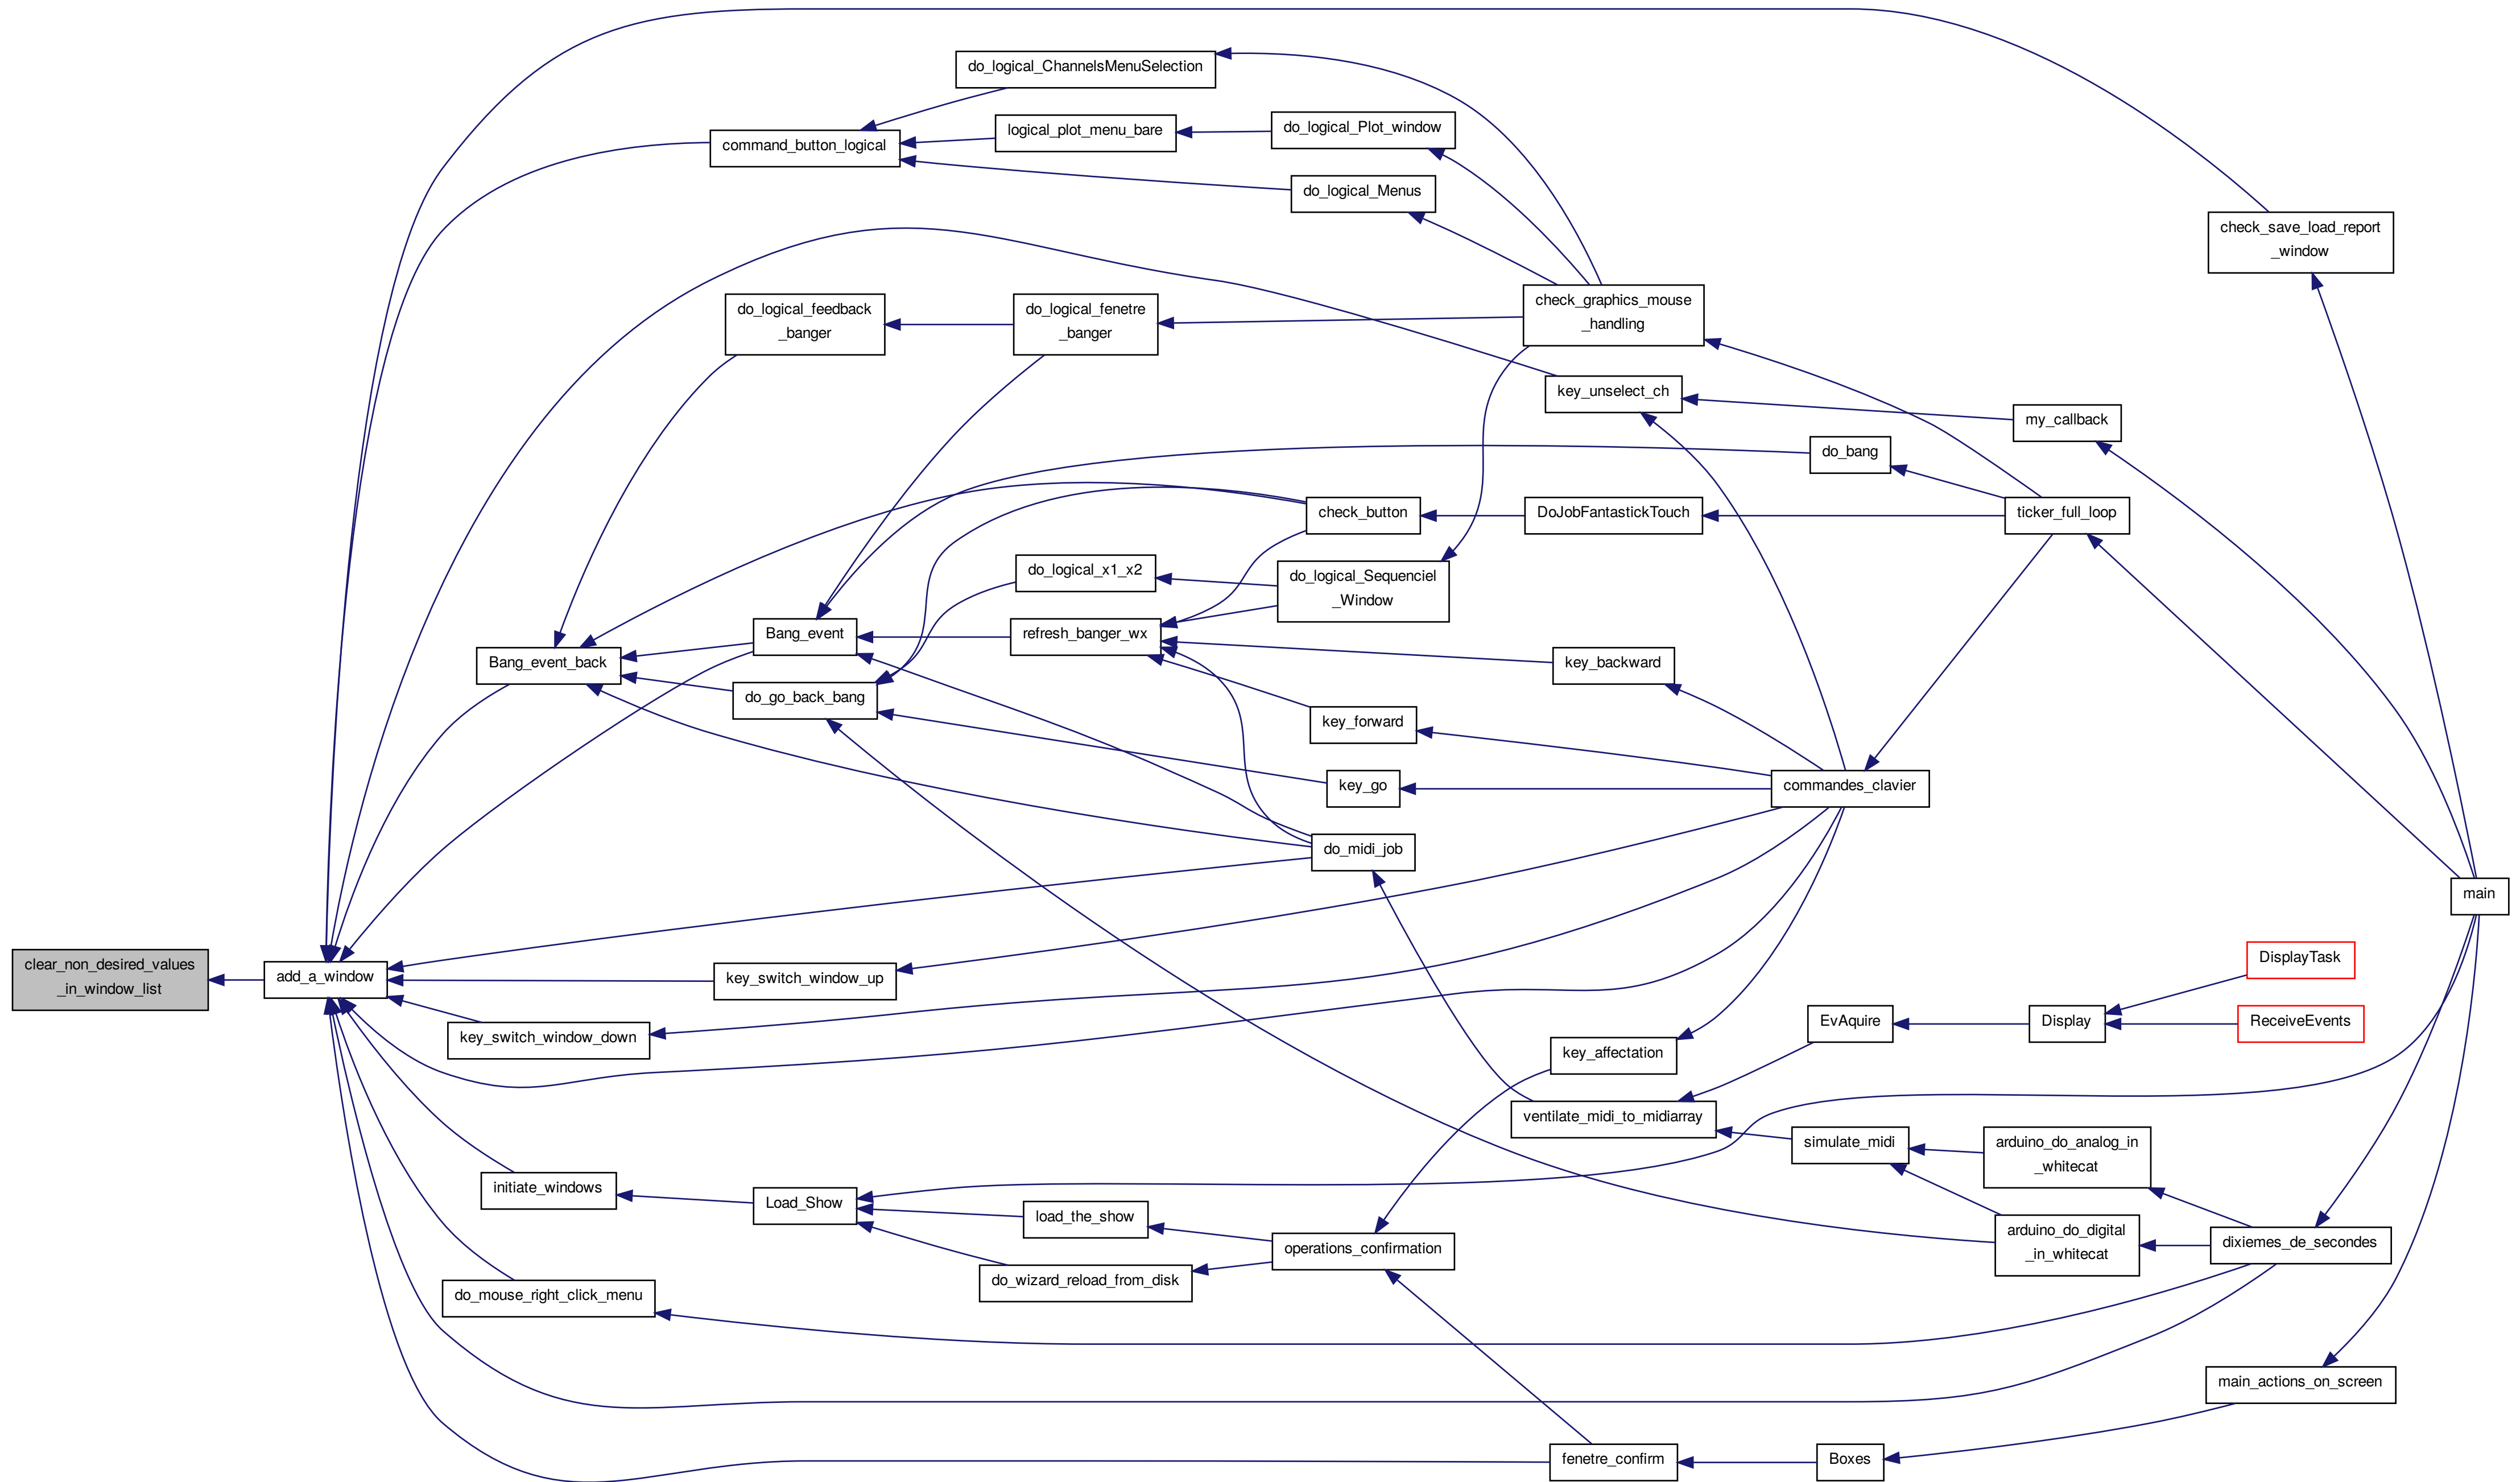 do_logical_ChannelsMenuSelection
logical_plot_menu_bare
do_logical_Plot_window
command_button_logical
do_logical_Menus
check_save_load_report
_window
do_logical_feedback
_banger
do_logical_fenetre
_banger
check_graphics_mouse
_handling
key_unselect_ch
my_callback
do_bang
check_button
DoJobFantastickTouch
ticker_full_loop
do_logical_x1_x2
do_logical_Sequenciel
_Window
Bang_event
refresh_banger_wx
Bang_event_back
key_backward
do_go_back_bang
key_forward
key_go
commandes_clavier
do_midi_job
main
clear_non_desired_values
_in_window_list
add_a_window
key_switch_window_up
DisplayTask
key_switch_window_down
EvAquire
Display
ReceiveEvents
key_affectation
ventilate_midi_to_midiarray
simulate_midi
arduino_do_analog_in
_whitecat
initiate_windows
Load_Show
load_the_show
operations_confirmation
arduino_do_digital
_in_whitecat
dixiemes_de_secondes
do_wizard_reload_from_disk
do_mouse_right_click_menu
main_actions_on_screen
fenetre_confirm
Boxes